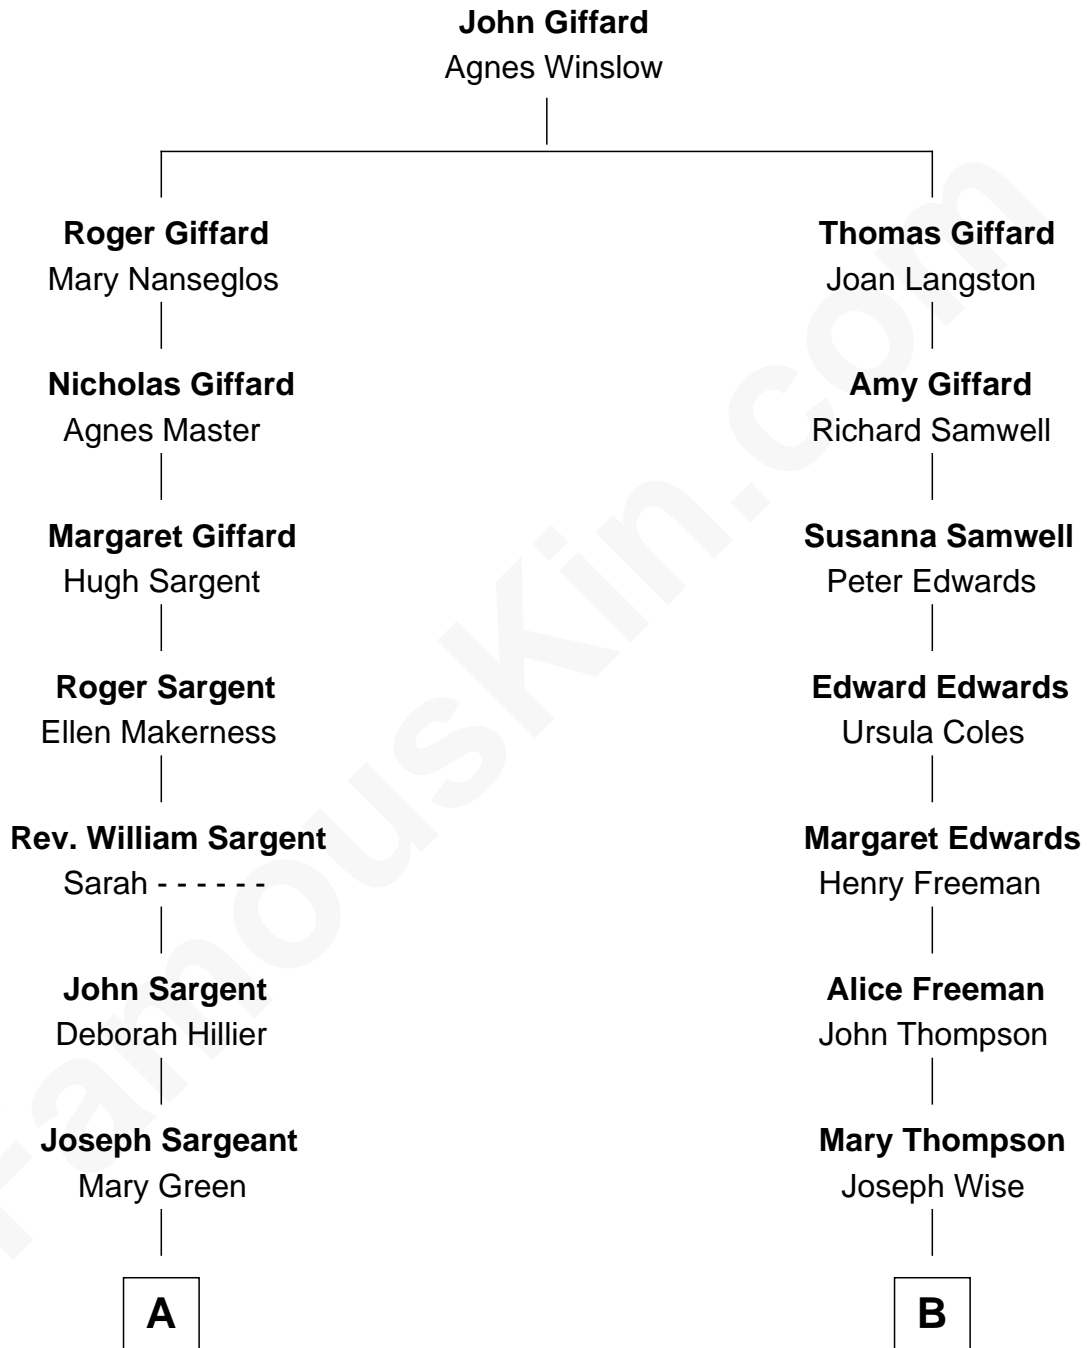 John Giffard
Agnes Winslow
Roger Giffard
Mary Nanseglos
Nicholas Giffard
Agnes Master
Margaret Giffard
Hugh Sargent
Roger Sargent
Ellen Makerness
Rev. William Sargent
Sarah - - - - - -
John Sargent
Deborah Hillier
Joseph Sargeant
Mary Green
A
Thomas Giffard
Joan Langston
Amy Giffard
Richard Samwell
Susanna Samwell
Peter Edwards
Edward Edwards
Ursula Coles
Margaret Edwards
Henry Freeman
Alice Freeman
John Thompson
Mary Thompson
Joseph Wise
B
FamousKin.com